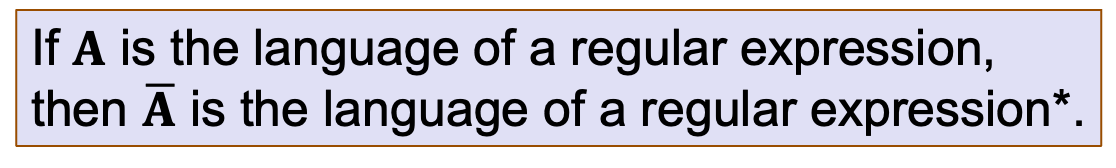 If A is the language of a regular expression,
then A̅ is the language of a regular expression*.